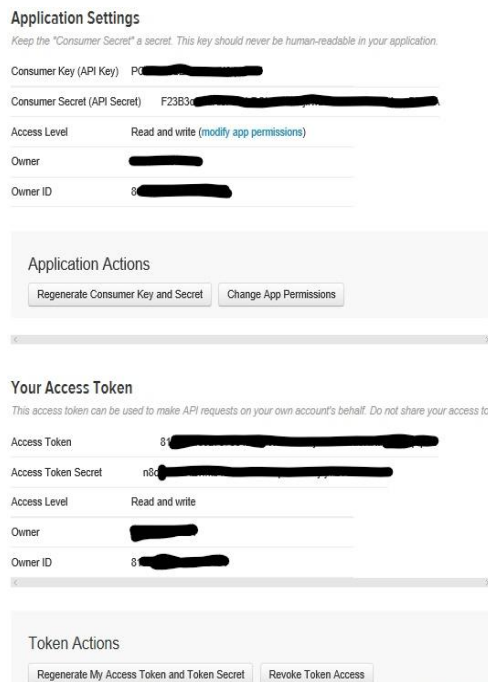 Application Settings
Keep the "Consumer Secret" a secret. This key should never be human-readable in your application.
Consumer Key (API Key)
Consumer Secret (API Secret)
Access Level Read and write (modify app permissions)
Owner
Owner ID
Application Actions
Regenerate Consumer Key and Secret Change App Permissions
Your Access Token
This access token can be used to make API requests on your own account's behalf. Do not share your access to
Access Token
Access Token Secret
Access Level Read and write
Owner
Owner ID
Token Actions
Regenerate My Access Token and Token Secret Revoke Token Access